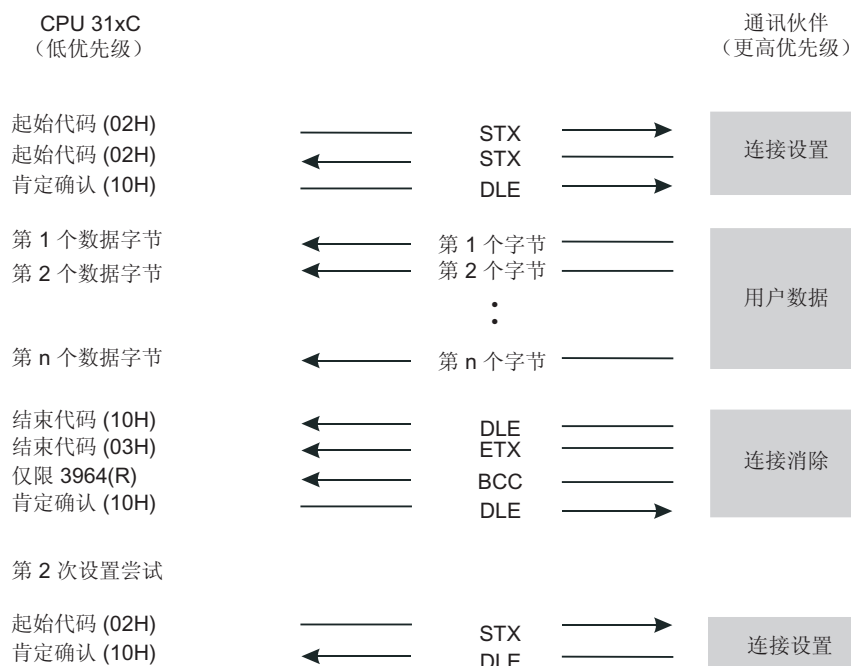 CPU 31xC
（低优先级）
通讯伙伴
（更高优先级）
起始代码 (02H)
STX
起始代码 (02H)
STX
肯定确认 (10H)
DLE
连接设置
第 1 个数据字节
第 1 个字节
第 2 个数据字节
第 2 个字节
用户数据
第 n 个数据字节
第 n 个字节
结束代码 (10H)
DLE
结束代码 (03H)
ETX
仅限 3964(R)
BCC
肯定确认 (10H)
DLE
连接消除
第 2 次设置尝试
起始代码 (02H)
STX
肯定确认 (10H)
DLE
连接设置